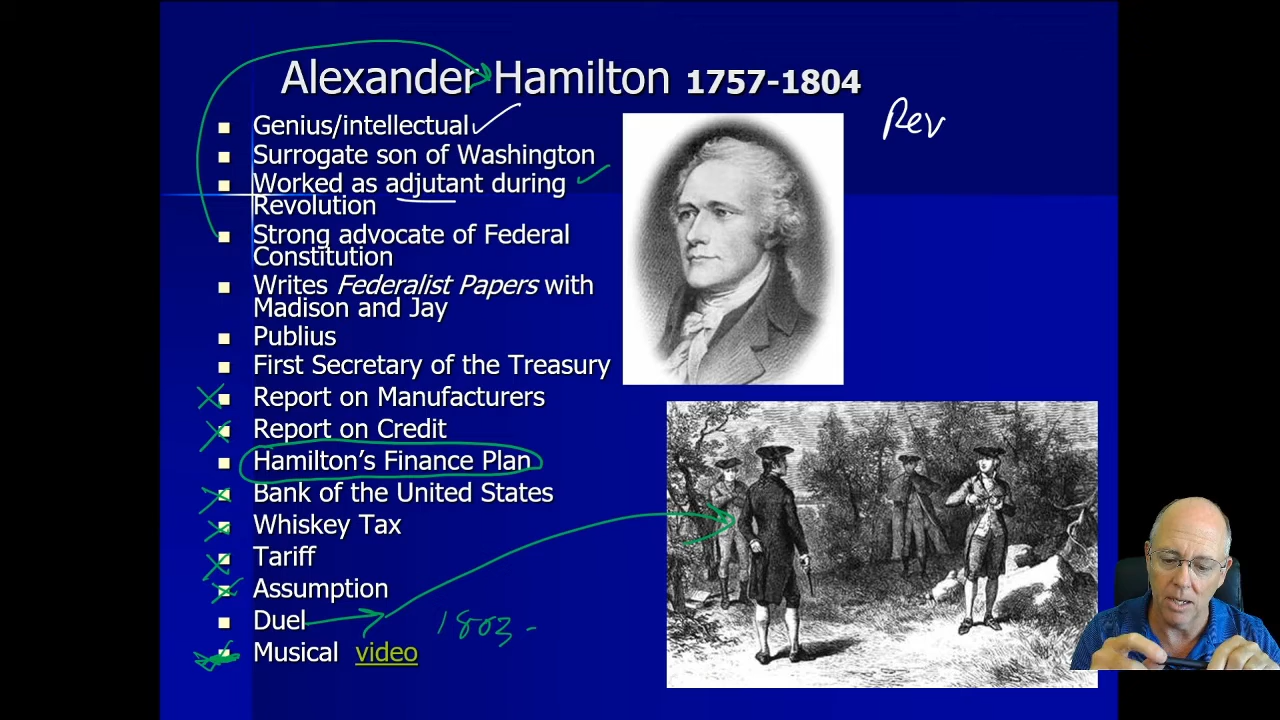 Alexander Hamilton 1757-1804
Rev
Genius/intellectual
Surrogate son of Washington
Worked as adjutant during
Revolution
Strong advocate of Federal
Constitution
Writes Federalist Papers with
Madison and Jay
Publius
First Secretary of the Treasury
Report on Manufacturers
Report on Credit
Hamilton's Finance Plan
Bank of the United States
Whiskey Tax
Tariff
Assumption
Duel
1803 -
Musical video